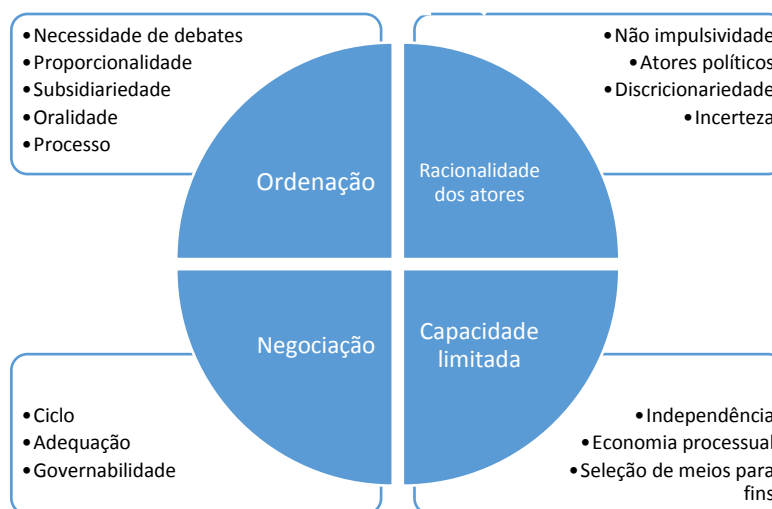 •Necessidade de debates
•Proporcionalidade
•Subsidiariedade
•Oralidade
•Processo
•Não impulsividade
•Atores políticos
•Discricionariedade
•Incerteza
Ordenação
Racionalidade
dos atores
Negociação
Capacidade
limitada
•Ciclo
•Adequação
•Governabilidade
•Independência
•Economia processual
•Seleção de meios para
fins